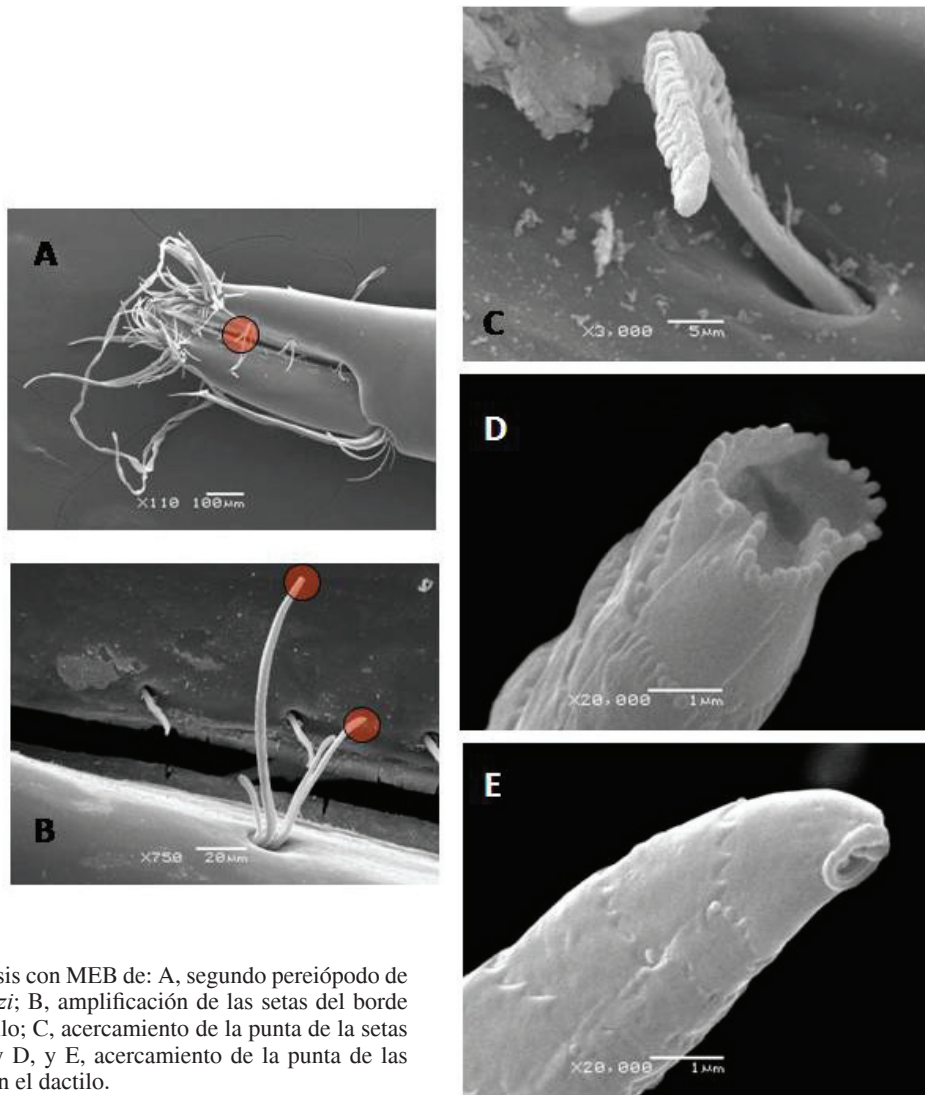 A
X110 100µm
B
X750 20µm
C
X3,000 5µm
D
X20,000 1µm
E
X20,000 1µm
sis con MEB de: A, segundo pereiópodo de
zi; B, amplificación de las setas del borde
lo; C, acercamiento de la punta de la setas
y D, y E, acercamiento de la punta de las
n el dactilo.